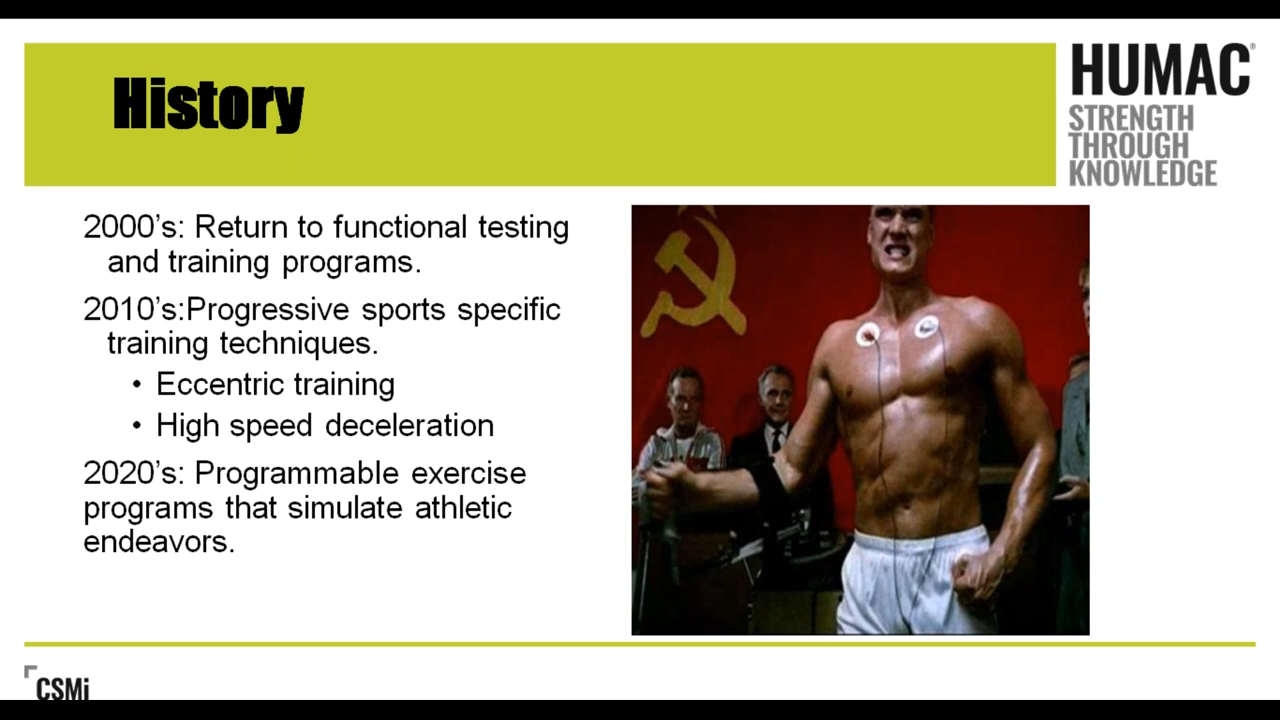 History
HUMAC®
STRENGTH
THROUGH
KNOWLEDGE
2000’s: Return to functional testing
and training programs.
2010’s:Progressive sports specific
training techniques.
• Eccentric training
• High speed deceleration
2020’s: Programmable exercise
programs that simulate athletic
endeavors.
CSMi